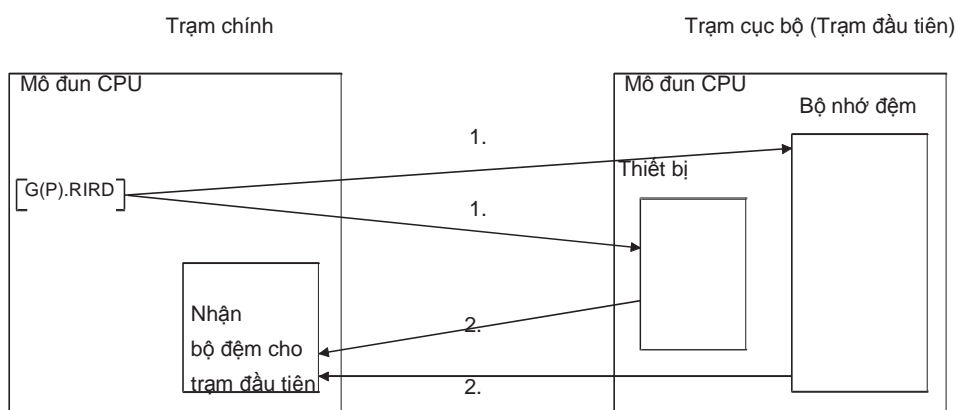 Trạm chính
Trạm cục bộ (Trạm đầu tiên)
Mô đun CPU
Mô đun CPU
Bộ nhớ đệm
1.
Thiết bị
G(P).RIRD
1.
Nhận
bộ đệm cho
trạm đầu tiên
2.
2.